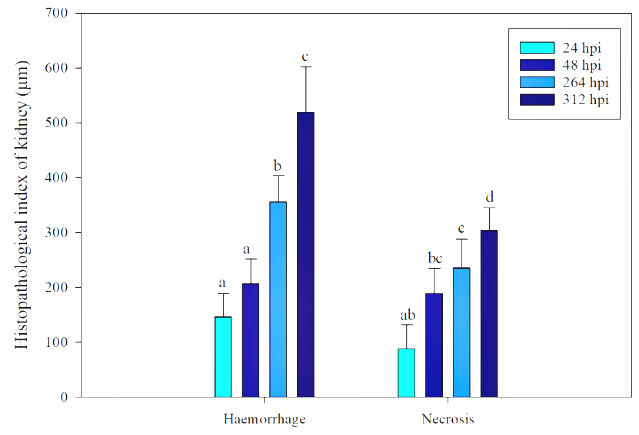 Histopathological index of kidney (μm)
700
600
500
400
300
200
100
0
a
a
b
c
ab
bc
c
d
Haemorrhage
Necrosis
24 hpi
48 hpi
264 hpi
312 hpi